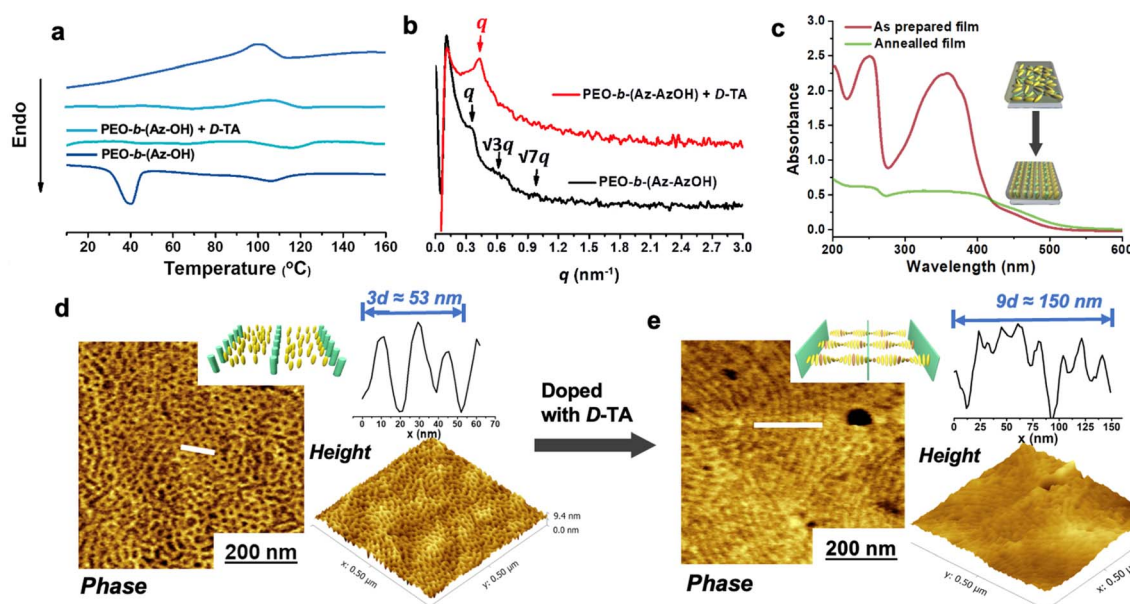 a
Endo
PEO-b-(Az-OH) + D-TA
PEO-b-(Az-OH)
20 40 60 80 100 120 140 160
Temperature (°C)
b
q
PEO-b-(Az-AzOH) + D-TA
q
√3q
√7q
PEO-b-(Az-AzOH)
0.0 0.3 0.6 0.9 1.2 1.5 1.8 2.1 2.4 2.7 3.0
q (nm⁻¹)
c
As prepared film
Annealled film
Absorbance
3.0
2.5
2.0
1.5
1.0
0.5
0.0
200 300 400 500 600
Wavelength (nm)
d
3d ≈ 53 nm
0 10 20 30 40 50 60 70
x (nm)
Height
9.4 nm
0.0 nm
x: 0.50 µm
y: 0.50 µm
200 nm
Phase
Doped
with D-TA
e
9d ≈ 150 nm
0 25 50 75 100 125 150
x (nm)
Height
y: 0.50 µm
x: 0.50 µm
200 nm
Phase